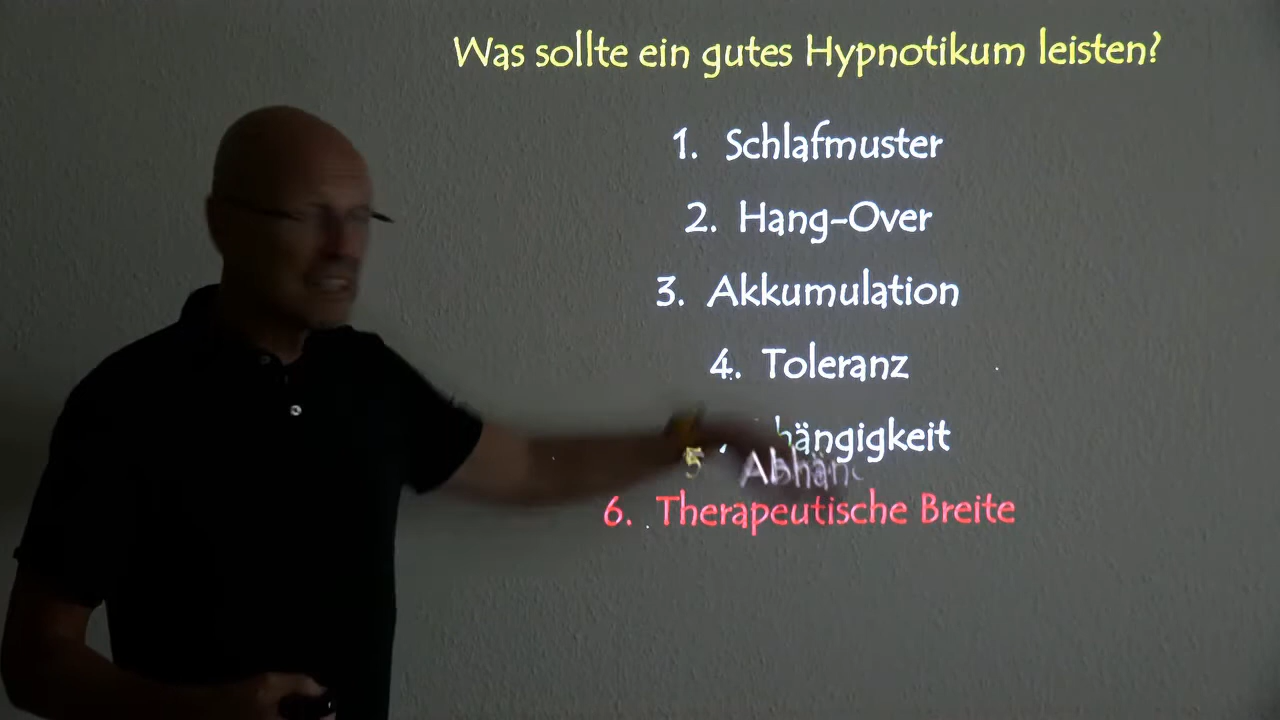 Was sollte ein gutes Hypnotikum leisten?
1. Schlafmuster
2. Hang-Over
3. Akkumulation
4. Toleranz
5. Abhängigkeit
6. Therapeutische Breite